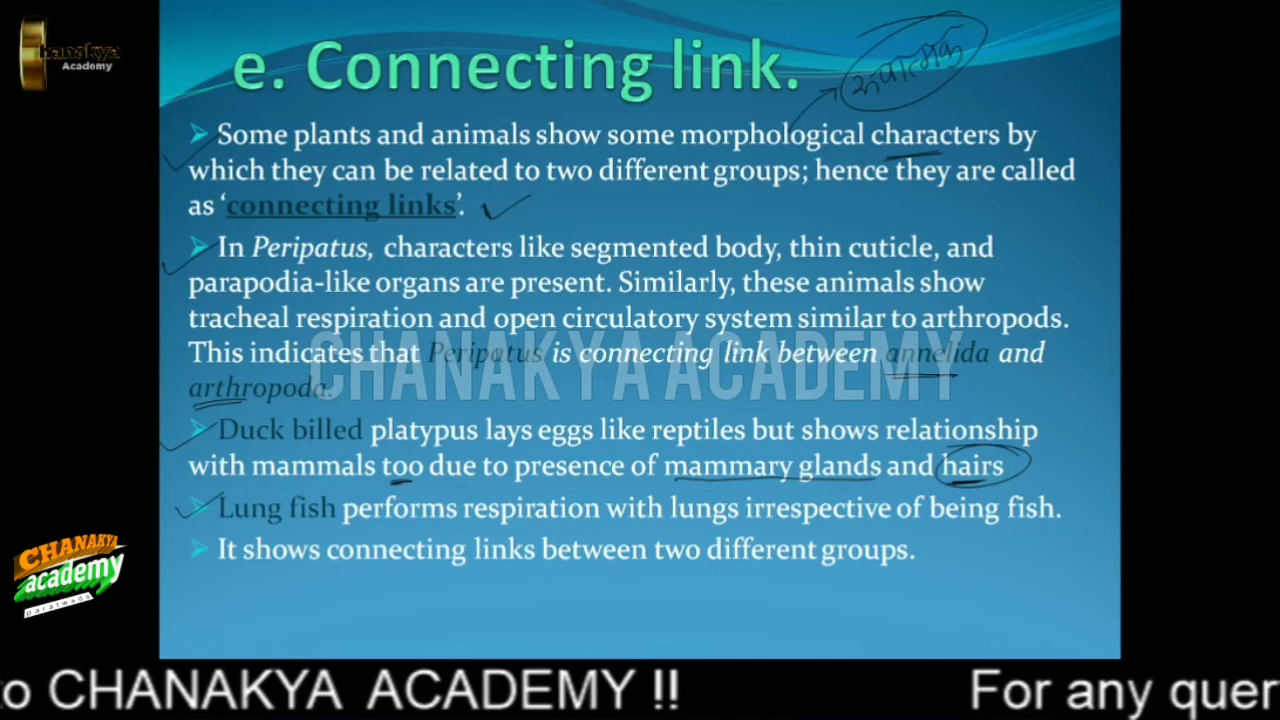 Chanakya
Academy
e. Connecting link.
➤ Some plants and animals show some morphological characters by
which they can be related to two different groups; hence they are called
as ‘connecting links’.
➤ In Peripatus, characters like segmented body, thin cuticle, and
parapodia-like organs are present. Similarly, these animals show
tracheal respiration and open circulatory system similar to arthropods.
This indicates that Peripatus is connecting link between annelida and
arthropoda.
CHANAKYA ACADEMY
➤ Duck billed platypus lays eggs like reptiles but shows relationship
with mammals too due to presence of mammary glands and hairs
➤ Lung fish performs respiration with lungs irrespective of being fish.
➤ It shows connecting links between two different groups.
CHANAKYA
academy
paratwada
o CHANAKYA ACADEMY !! For any quer